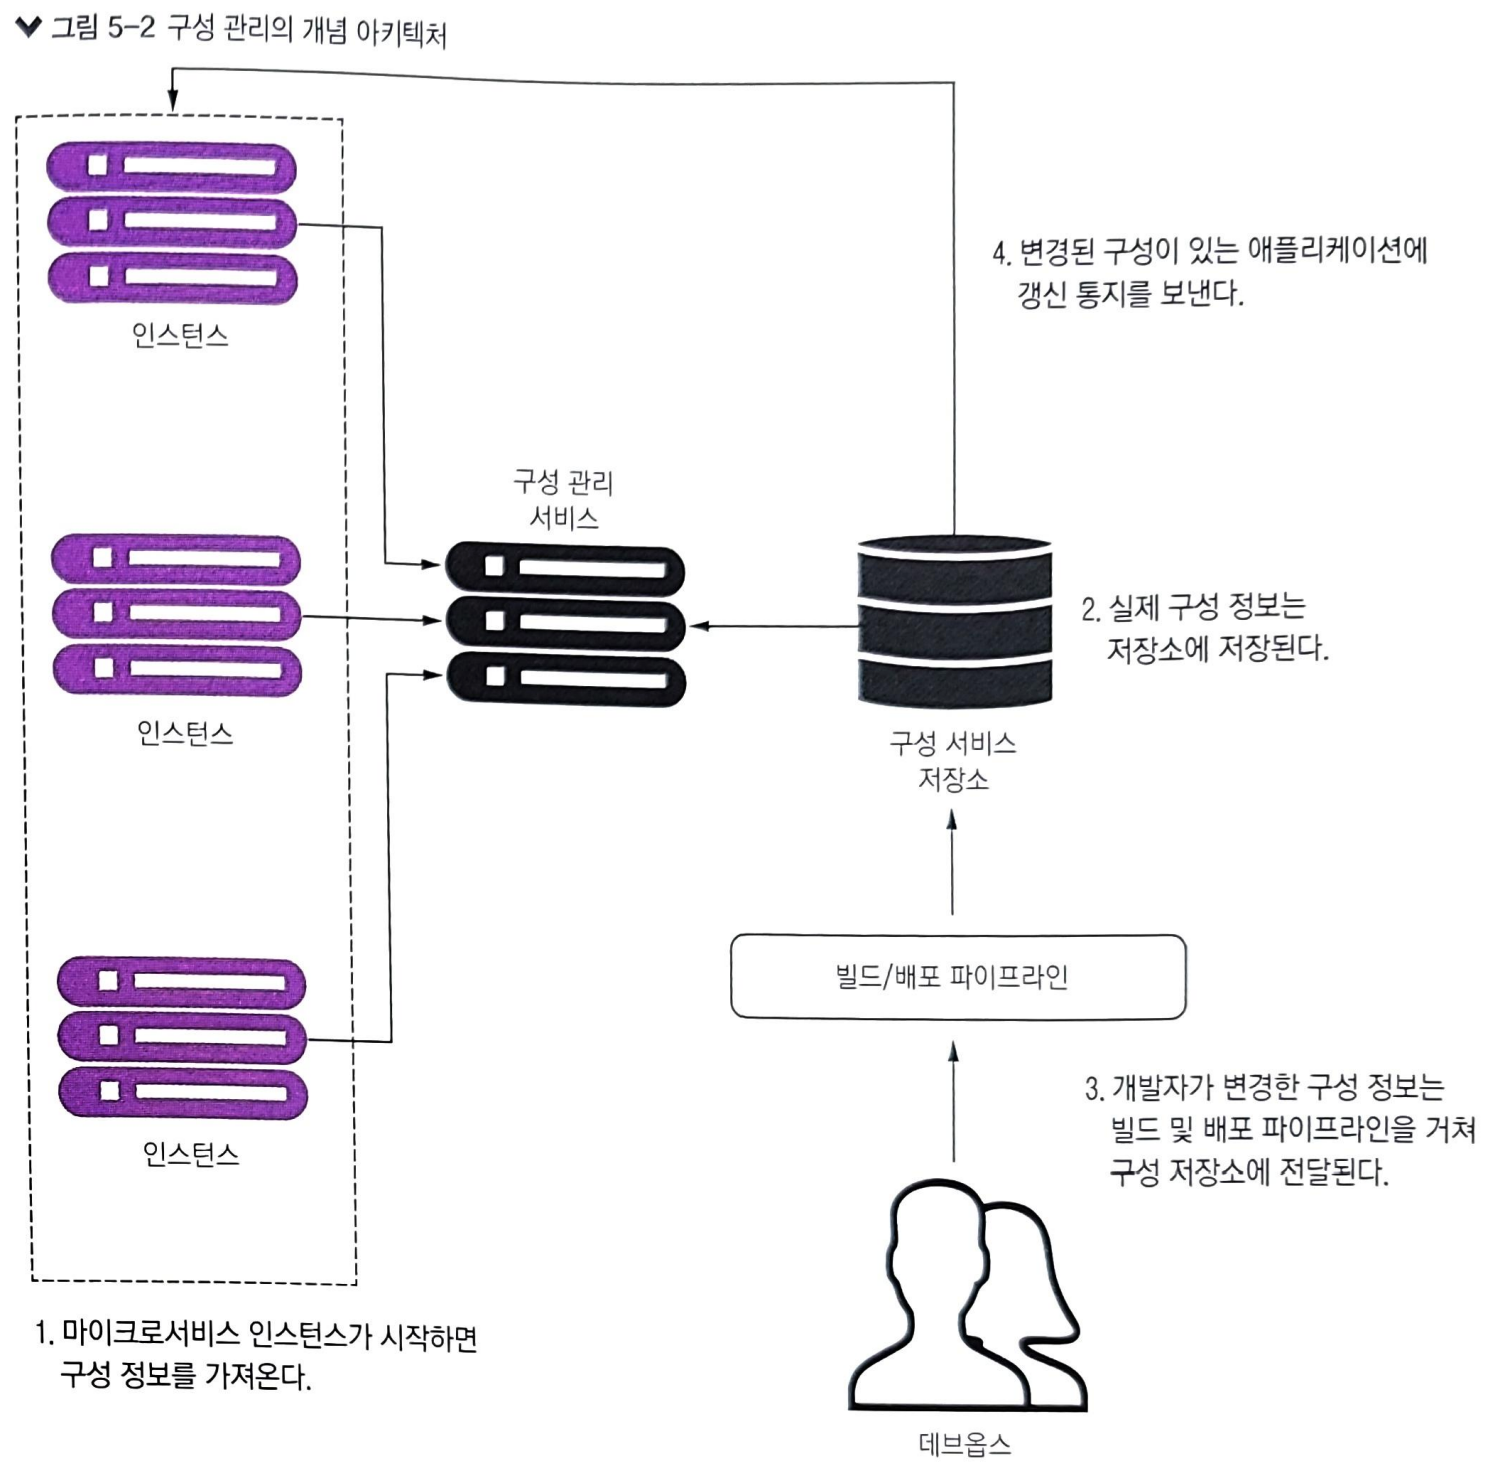 그림 5-2 구성 관리의 개념 아키텍처
인스턴스
4. 변경된 구성이 있는 애플리케이션에
갱신 통지를 보낸다.
구성 관리
서비스
2. 실제 구성 정보는
저장소에 저장된다.
인스턴스
구성 서비스
저장소
빌드/배포 파이프라인
3. 개발자가 변경한 구성 정보는
빌드 및 배포 파이프라인을 거쳐
구성 저장소에 전달된다.
인스턴스
1. 마이크로서비스 인스턴스가 시작하면
구성 정보를 가져온다.
데브옵스